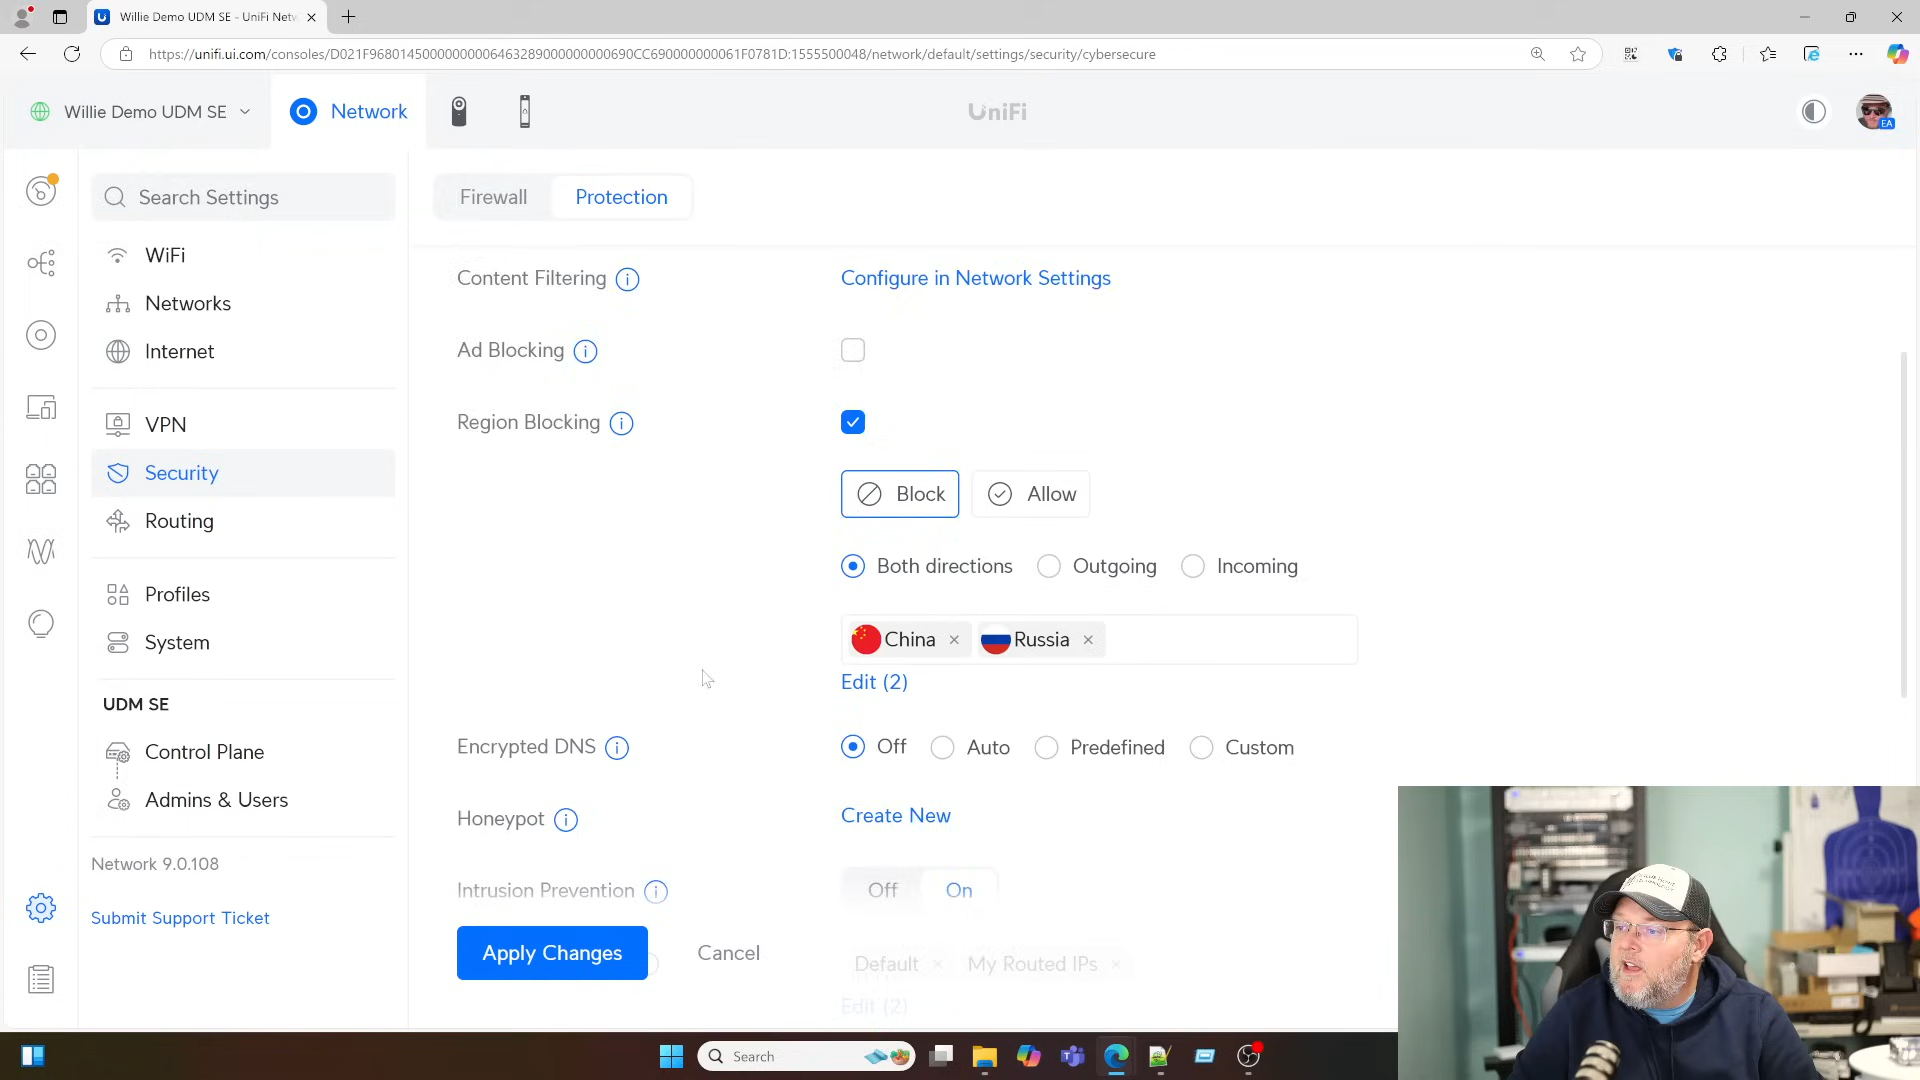 Willie Demo UDM SE - UniFi Netw
https://unifi.ui.com/consoles/D021F96801450000000006463289000000000690CC690000000061F0781D:1555500048/network/default/settings/security/cybersecure
Willie Demo UDM SE
Network
UniFi
EA
Search Settings
WiFi
Networks
Internet
VPN
Security
Routing
Profiles
System
UDM SE
Control Plane
Admins & Users
Network 9.0.108
Submit Support Ticket
Firewall Protection
Content Filtering Configure in Network Settings
Ad Blocking
Region Blocking
Block Allow
Both directions Outgoing Incoming
China Russia
Edit (2)
Encrypted DNS Off Auto Predefined Custom
Honeypot Create New
Intrusion Prevention Off On
Apply Changes Cancel
Default My Routed IPs
Edit (2)
Search